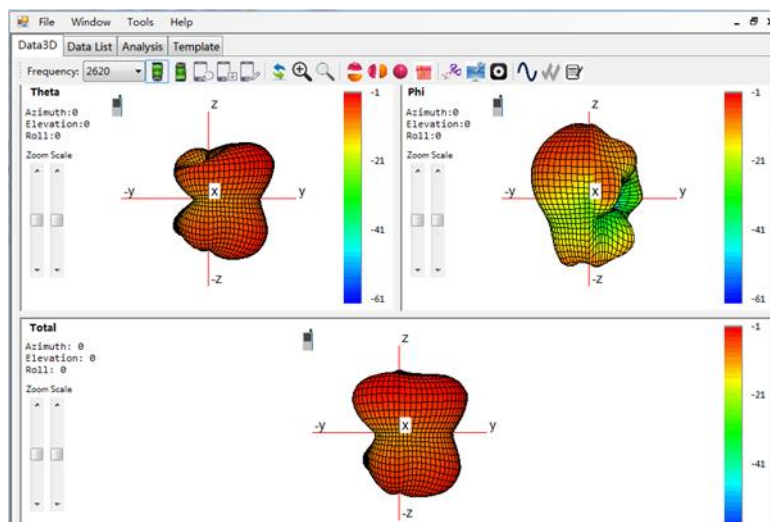 File Window Tools Help
Data3D Data List Analysis Template
Frequency: 2620
Theta
Azimuth:0
Elevation:0
Roll:0
Zoom Scale
z
-y x y
-z
-1
-21
-41
-61
Phi
Azimuth:0
Elevation:0
Roll:0
Zoom Scale
z
-y x y
-z
-1
-21
-41
-61
Total
Azimuth: 0
Elevation: 0
Roll: 0
Zoom Scale
z
-y x y
-z
-1
-21
-41